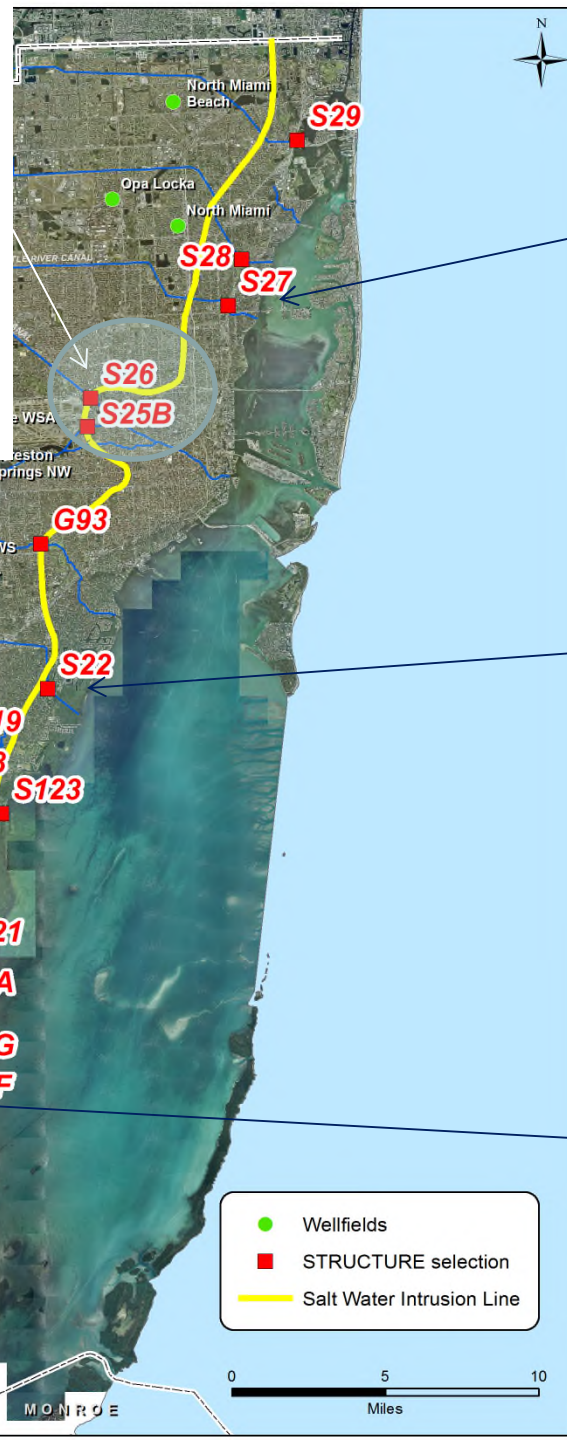 N
North Miami
Beach
S29
Opa Locka
North Miami
S28
S27
S26
S25B
G93
S22
S123
Wellfields
STRUCTURE selection
Salt Water Intrusion Line
0 5 10
Miles
MONROE